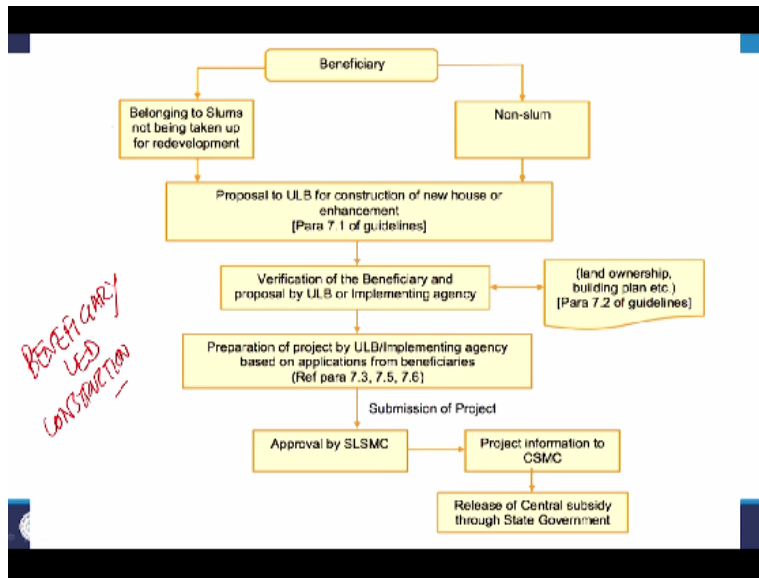 Beneficiary
Belonging to Slums
not being taken up
for redevelopment
Non-slum
Proposal to ULB for construction of new house or
enhancement
[Para 7.1 of guidelines]
Verification of the Beneficiary and
proposal by ULB or Implementing agency
(land ownership,
building plan etc.)
[Para 7.2 of guidelines]
BENEFICIARY
LED
CONSTRUCTION
Preparation of project by ULB/Implementing agency
based on applications from beneficiaries
(Ref para 7.3, 7.5, 7.6)
Submission of Project
Approval by SLSMC
Project information to
CSMC
Release of Central subsidy
through State Government